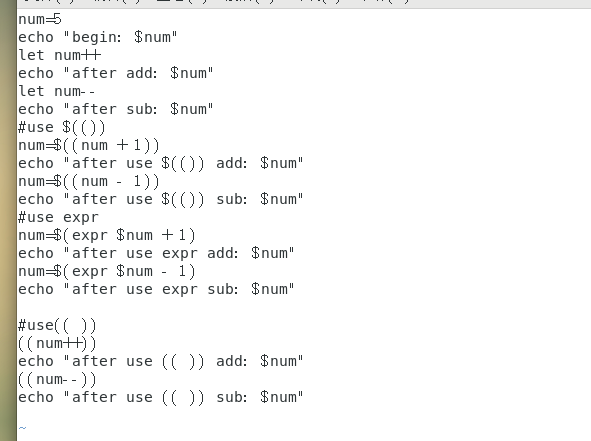 num=5
echo "begin: $num"
let num++
echo "after add: $num"
let num--
echo "after sub: $num"
#use $(())
num=$((num + 1))
echo "after use $(()) add: $num"
num=$((num - 1))
echo "after use $(()) sub: $num"
#use expr
num=$(expr $num + 1)
echo "after use expr add: $num"
num=$(expr $num - 1)
echo "after use expr sub: $num"

#use(( ))
((num++))
echo "after use (( )) add: $num"
((num--))
echo "after use (( )) sub: $num"
~